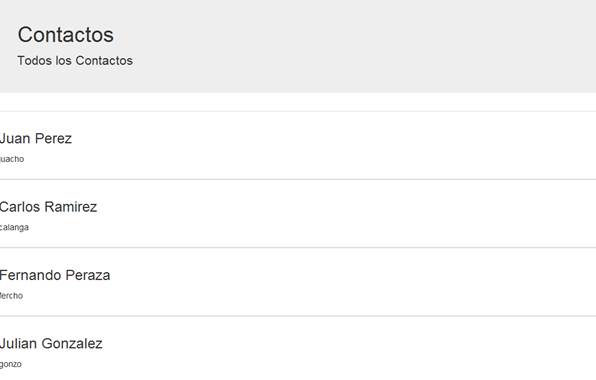 Contactos
Todos los Contactos
Juan Perez
juacho
Carlos Ramirez
calanga
Fernando Peraza
fercho
Julian Gonzalez
gonzo